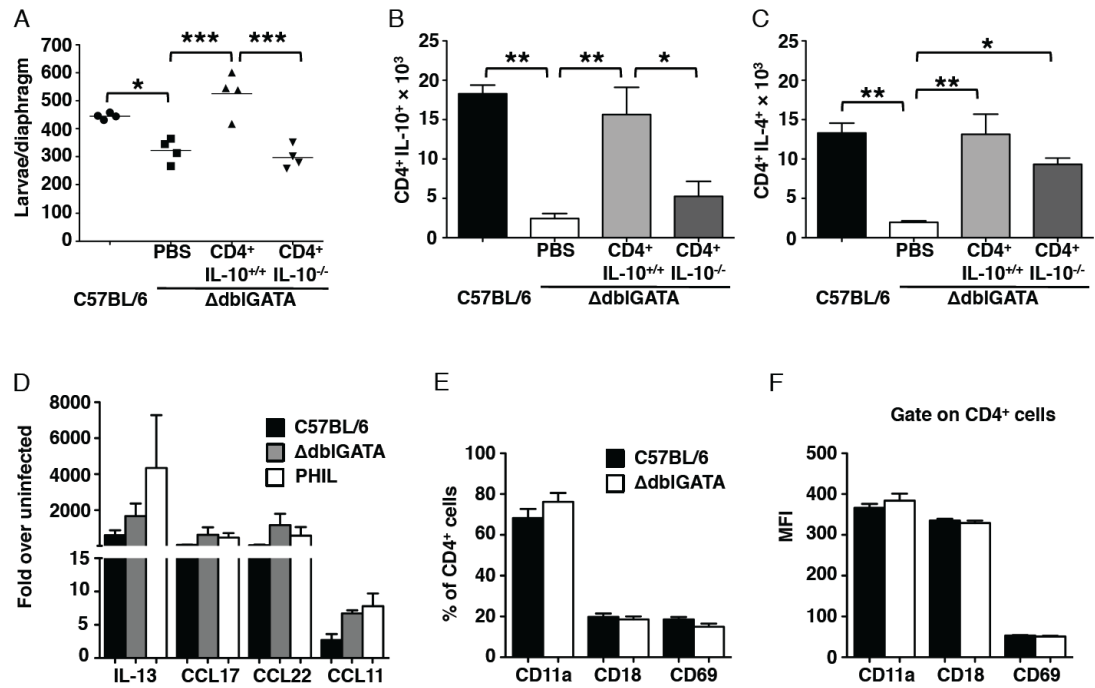 A
Larvae/diaphragm
700
600
500
400
300
200
100
0
*
***
***
PBS
CD4⁺
IL-10⁺/⁺
CD4⁺
IL-10⁻/⁻
C57BL/6
ΔdblGATA
B
CD4⁺ IL-10⁺ × 10³
25
20
15
10
5
0
**
**
*
PBS
CD4⁺
IL-10⁺/⁺
CD4⁺
IL-10⁻/⁻
C57BL/6
ΔdblGATA
C
CD4⁺ IL-4⁺ × 10³
25
20
15
10
5
0
**
**
*
PBS
CD4⁺
IL-10⁺/⁺
CD4⁺
IL-10⁻/⁻
C57BL/6
ΔdblGATA
D
Fold over uninfected
8000
6000
4000
2000
15
10
5
0
C57BL/6
ΔdblGATA
PHIL
IL-13
CCL17
CCL22
CCL11
E
% of CD4⁺ cells
100
80
60
40
20
0
C57BL/6
ΔdblGATA
CD11a
CD18
CD69
F
Gate on CD4⁺ cells
MFI
500
400
300
200
100
0
CD11a
CD18
CD69